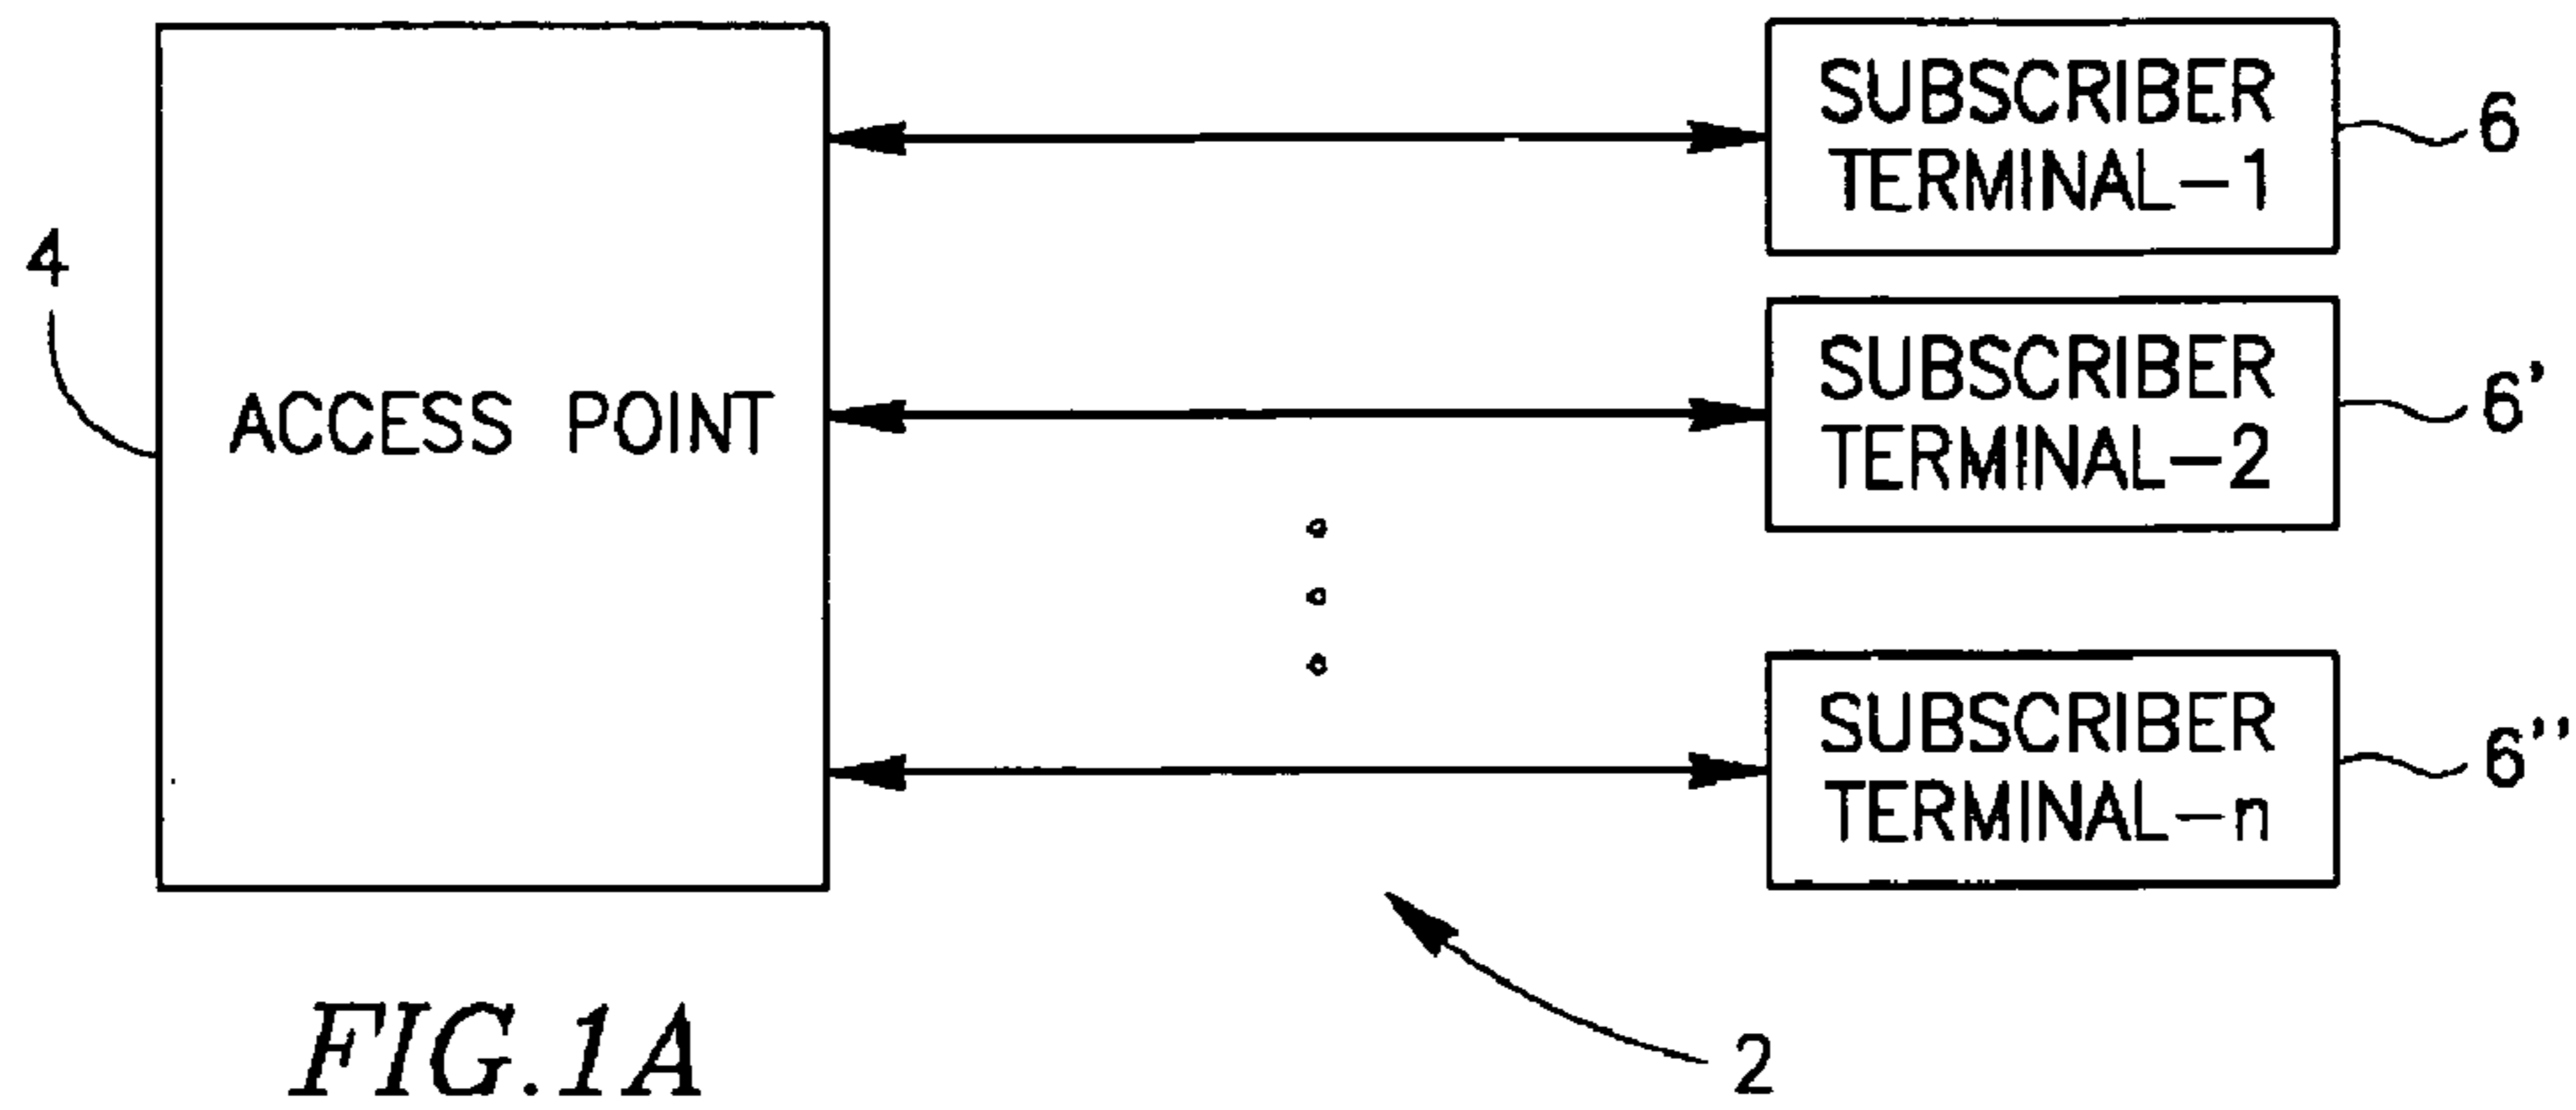 SUBSCRIBER
TERMINAL-1
6
4
ACCESS POINT
SUBSCRIBER
TERMINAL-2
6'
SUBSCRIBER
TERMINAL-n
6''
2
FIG.1A